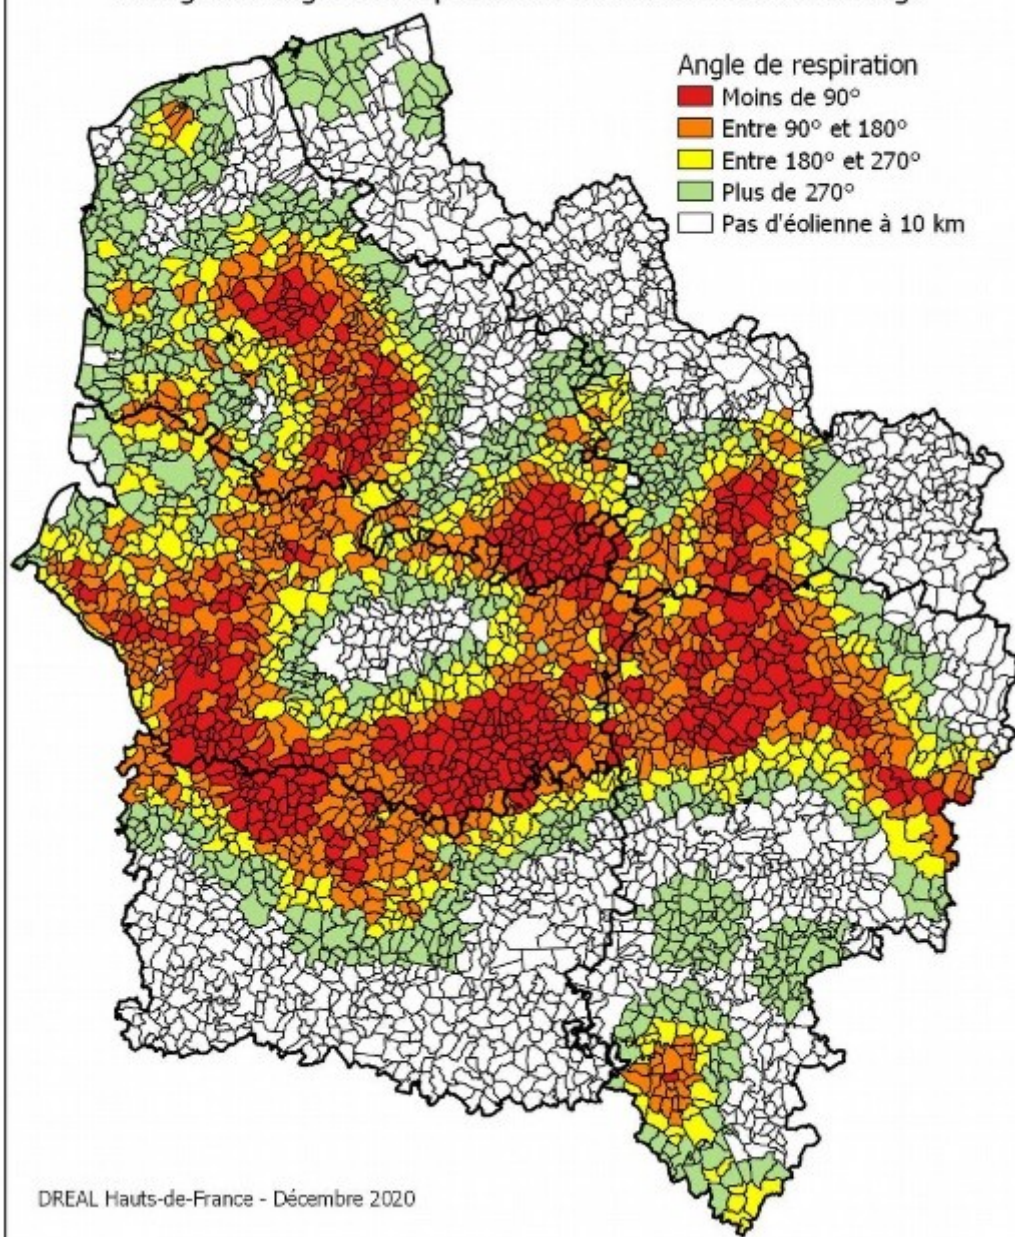 Angle de respiration
Moins de 90°
Entre 90° et 180°
Entre 180° et 270°
Plus de 270°
Pas d'éolienne à 10 km
DREAL Hauts-de-France - Décembre 2020